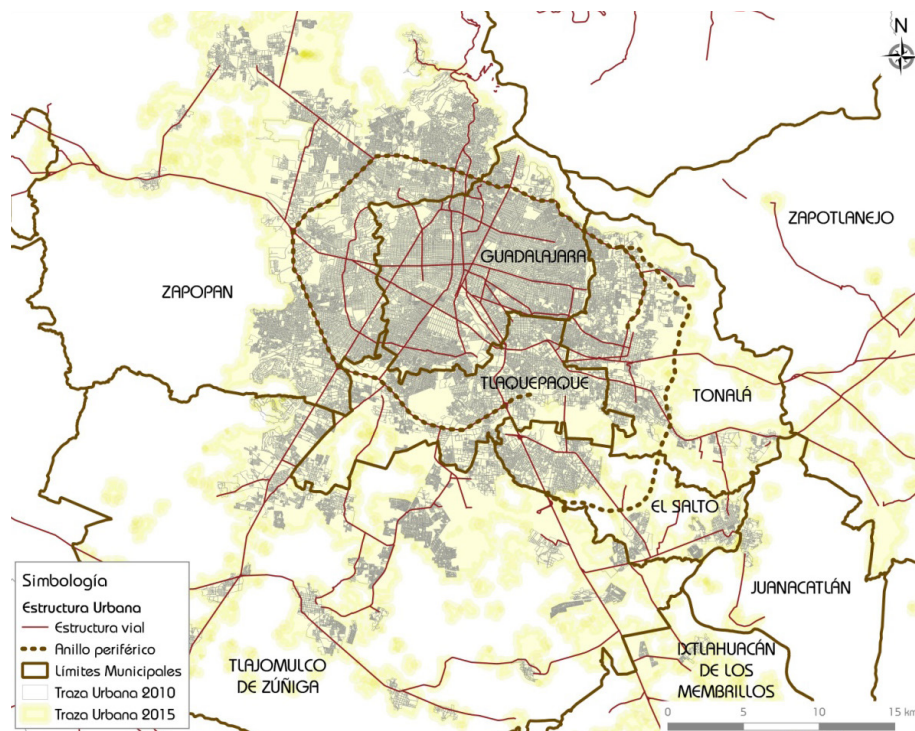 N
ZAPOTLANEJO
GUADALAJARA
ZAPOPAN
TLAQUEPAQUE
TONALÁ
EL SALTO
JUANACATLÁN
TLAJOMULCO
DE ZÚÑIGA
IXTLAHUACÁN
DE LOS
MEMBRILLOS
Simbología
Estructura Urbana
Estructura vial
Anillo periférico
Límites Municipales
Traza Urbana 2010
Traza Urbana 2015
0 5 10 15 km